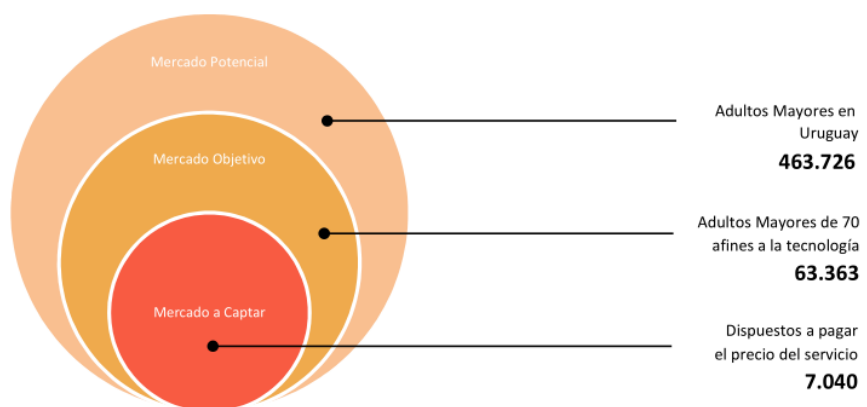 Mercado Potencial
Adultos Mayores en
Uruguay
463.726
Mercado Objetivo
Adultos Mayores de 70
afines a la tecnología
63.363
Mercado a Captar
Dispuestos a pagar
el precio del servicio
7.040